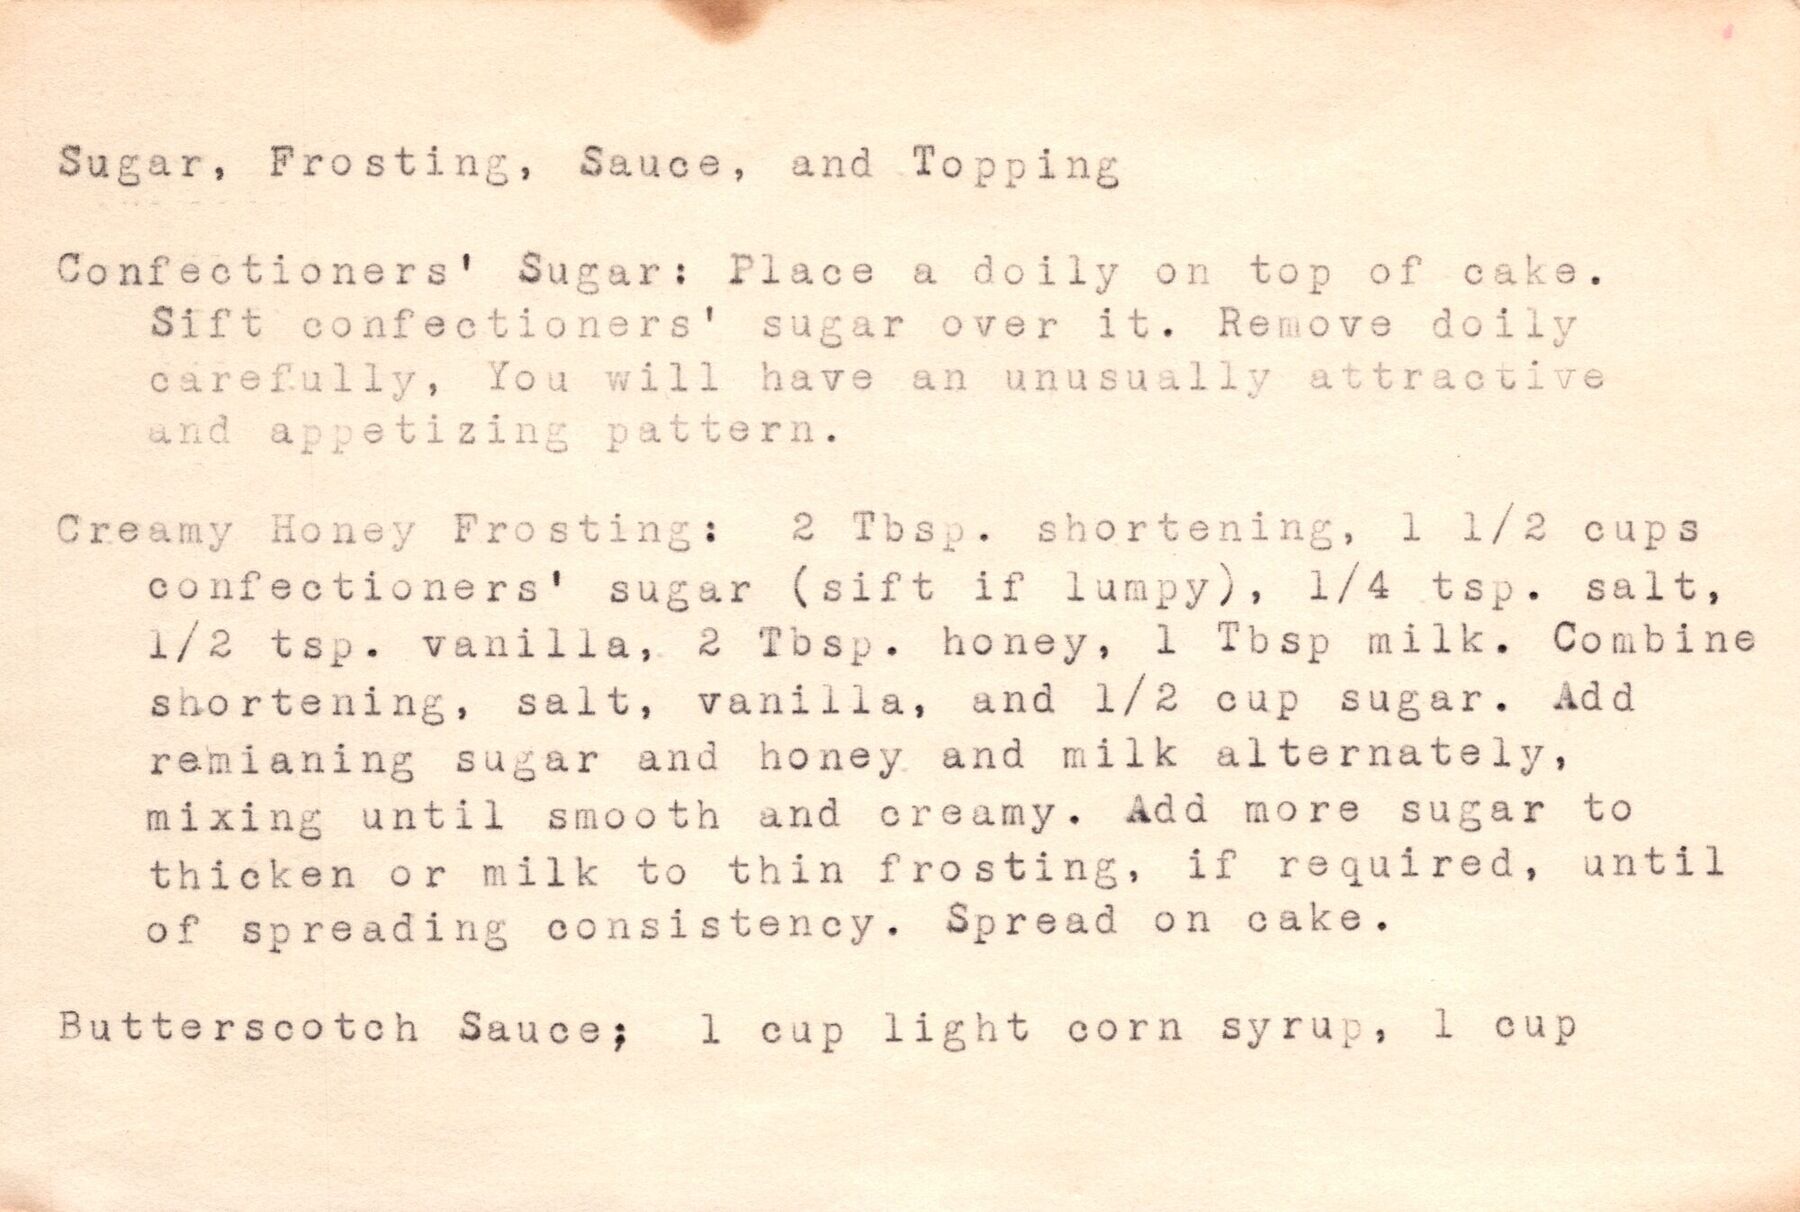 Sugar, Frosting, Sauce, and Topping
Confectioners' Sugar: Place a doily on top of cake.
Sift confectioners' sugar over it. Remove doily
carefully, You will have an unusually attractive
and appetizing pattern.
Creamy Honey Frosting: 2 Tbsp. shortening, 1 1/2 cups
confectioners' sugar (sift if lumpy), 1/4 tsp. salt,
1/2 tsp. vanilla, 2 Tbsp. honey, 1 Tbsp milk. Combine
shortening, salt, vanilla, and 1/2 cup sugar. Add
remianing sugar and honey and milk alternately,
mixing until smooth and creamy. Add more sugar to
thicken or milk to thin frosting, if required, until
of spreading consistency. Spread on cake.
Butterscotch Sauce; 1 cup light corn syrup, 1 cup